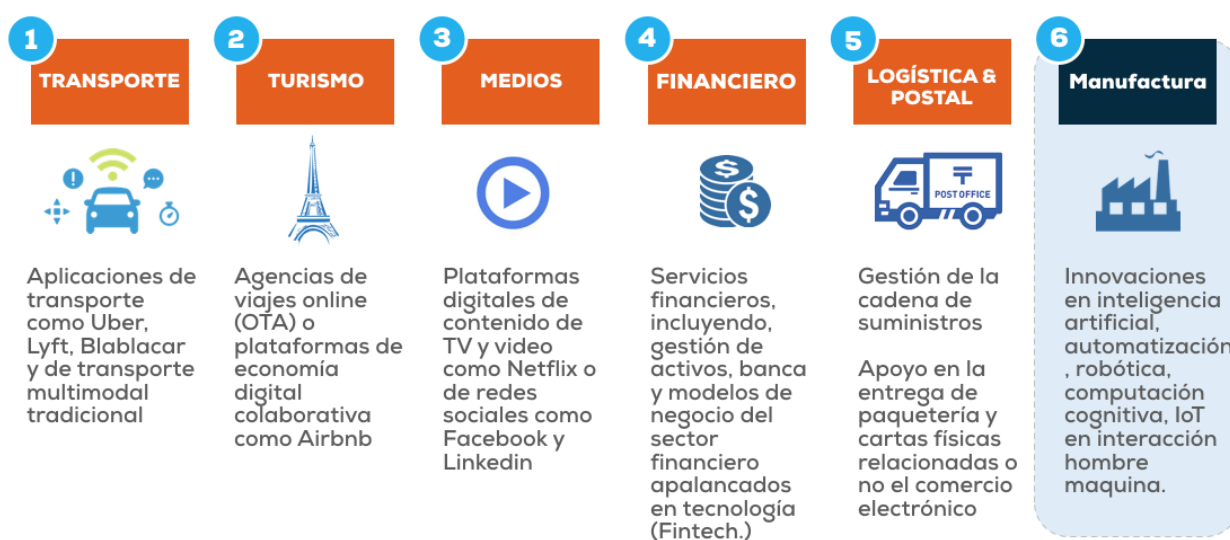 1
TRANSPORTE
Aplicaciones de
transporte
como Uber,
Lyft, Blablacar
y de transporte
multimodal
tradicional
2
TURISMO
Agencias de
viajes online
(OTA) o
plataformas de
economía
digital
colaborativa
como Airbnb
3
MEDIOS
Plataformas
digitales de
contenido de
TV y video
como Netflix o
de redes
sociales como
Facebook y
Linkedin
4
FINANCIERO
Servicios
financieros,
incluyendo,
gestión de
activos, banca
y modelos de
negocio del
sector
financiero
apalancados
en tecnología
(Fintech.)
5
LOGÍSTICA &
POSTAL
POST OFFICE
Gestión de la
cadena de
suministros
Apoyo en la
entrega de
paquetería y
cartas físicas
relacionadas o
no el comercio
electrónico
6
Manufactura
Innovaciones
en inteligencia
artificial,
automatización
, robótica,
computación
cognitiva, IoT
en interacción
hombre
maquina.